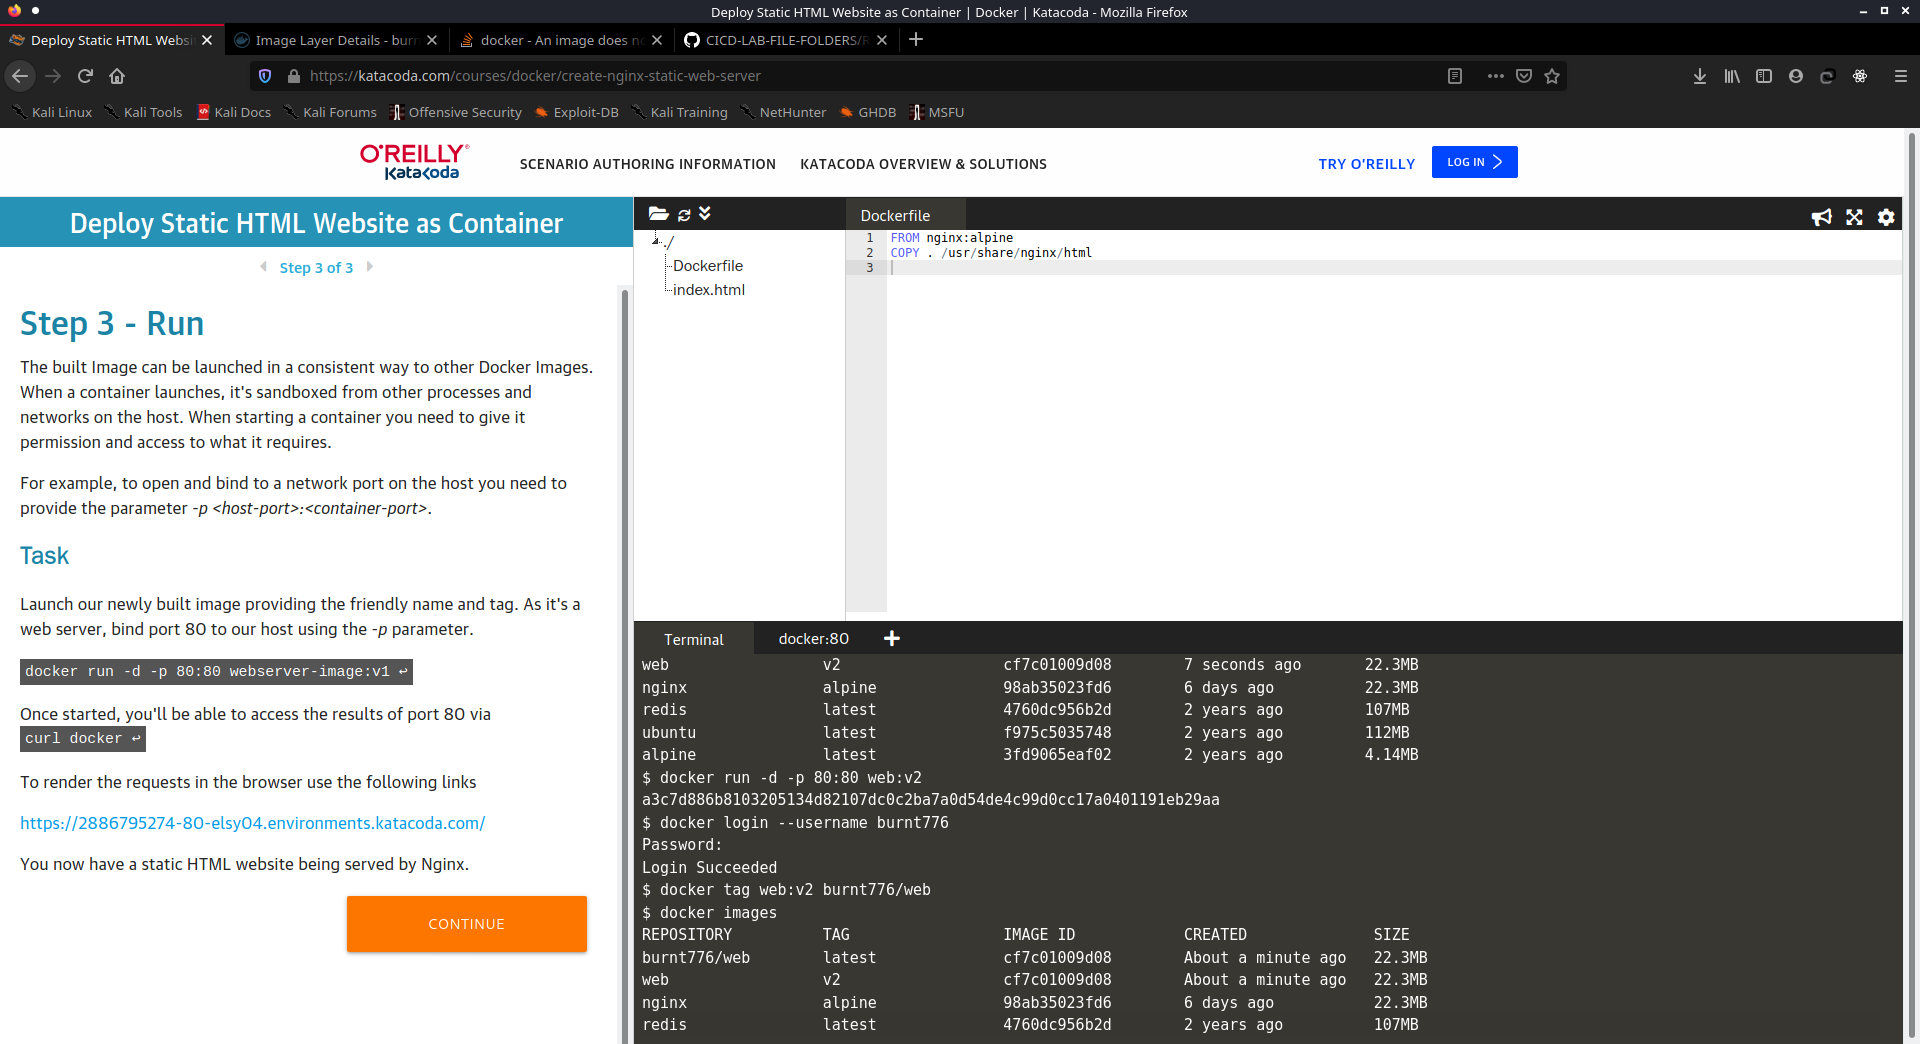 Deploy Static HTML Website as Container | Docker | Katacoda - Mozilla Firefox
Deploy Static HTML Websi
Image Layer Details - bur
docker - An image does n
CICD-LAB-FILE-FOLDERS/R
https://katacoda.com/courses/docker/create-nginx-static-web-server
Kali Linux
Kali Tools
Kali Docs
Kali Forums
Offensive Security
Exploit-DB
Kali Training
NetHunter
GHDB
MSFU
O'REILLY®
Katacoda
SCENARIO AUTHORING INFORMATION
KATACODA OVERVIEW & SOLUTIONS
TRY O'REILLY
LOG IN
Deploy Static HTML Website as Container
Step 3 of 3
Step 3 - Run
The built Image can be launched in a consistent way to other Docker Images.
When a container launches, it's sandboxed from other processes and
networks on the host. When starting a container you need to give it
permission and access to what it requires.
For example, to open and bind to a network port on the host you need to
provide the parameter -p <host-port>:<container-port>.
Task
Launch our newly built image providing the friendly name and tag. As it's a
web server, bind port 80 to our host using the -p parameter.
docker run -d -p 80:80 webserver-image:v1 ↩
Once started, you'll be able to access the results of port 80 via
curl docker ↩
To render the requests in the browser use the following links
https://2886795274-80-elsy04.environments.katacoda.com/
You now have a static HTML website being served by Nginx.
CONTINUE
./
Dockerfile
index.html
Dockerfile
1 FROM nginx:alpine
2 COPY . /usr/share/nginx/html
3
Terminal
docker:80
web v2 cf7c01009d08 7 seconds ago 22.3MB
nginx alpine 98ab35023fd6 6 days ago 22.3MB
redis latest 4760dc956b2d 2 years ago 107MB
ubuntu latest f975c5035748 2 years ago 112MB
alpine latest 3fd9065eaf02 2 years ago 4.14MB
$ docker run -d -p 80:80 web:v2
a3c7d886b8103205134d82107dc0c2ba7a0d54de4c99d0cc17a0401191eb29aa
$ docker login --username burnt776
Password:
Login Succeeded
$ docker tag web:v2 burnt776/web
$ docker images
REPOSITORY TAG IMAGE ID CREATED SIZE
burnt776/web latest cf7c01009d08 About a minute ago 22.3MB
web v2 cf7c01009d08 About a minute ago 22.3MB
nginx alpine 98ab35023fd6 6 days ago 22.3MB
redis latest 4760dc956b2d 2 years ago 107MB